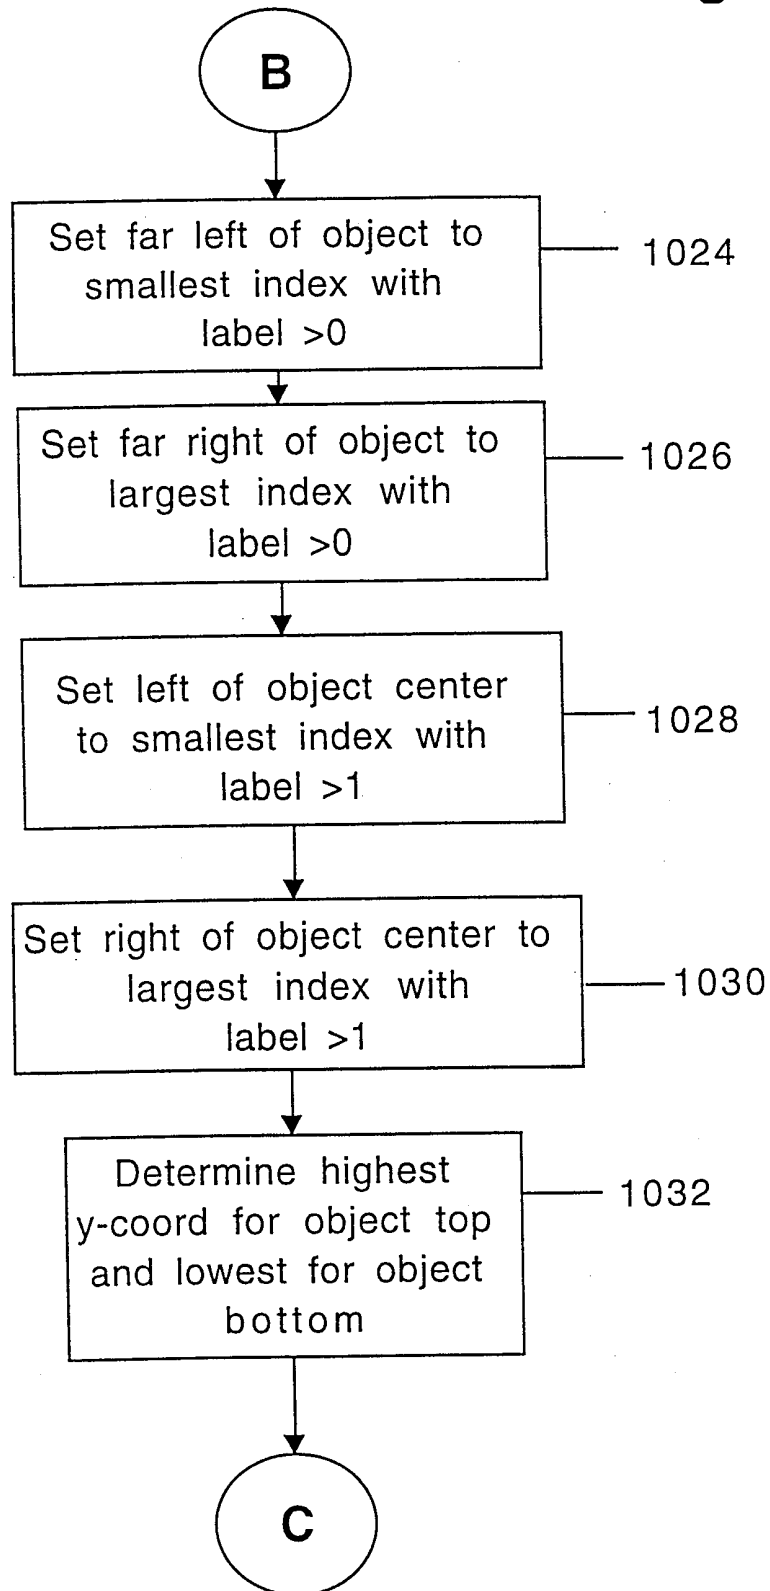 B
Set far left of object to
smallest index with
label >0
1024
Set far right of object to
largest index with
label >0
1026
Set left of object center
to smallest index with
label >1
1028
Set right of object center to
largest index with
label >1
1030
Determine highest
y-coord for object top
and lowest for object
bottom
1032
C